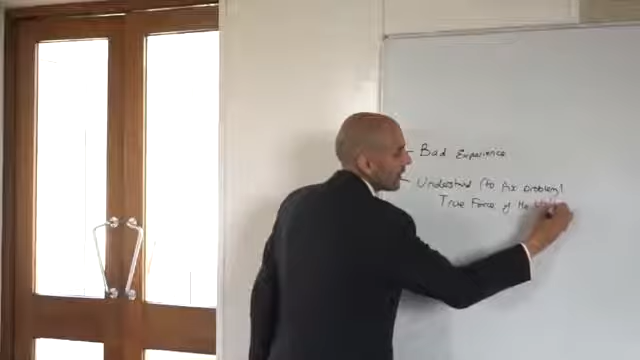 - Bad Experience
- Understand (to fix problem)
True Force of the